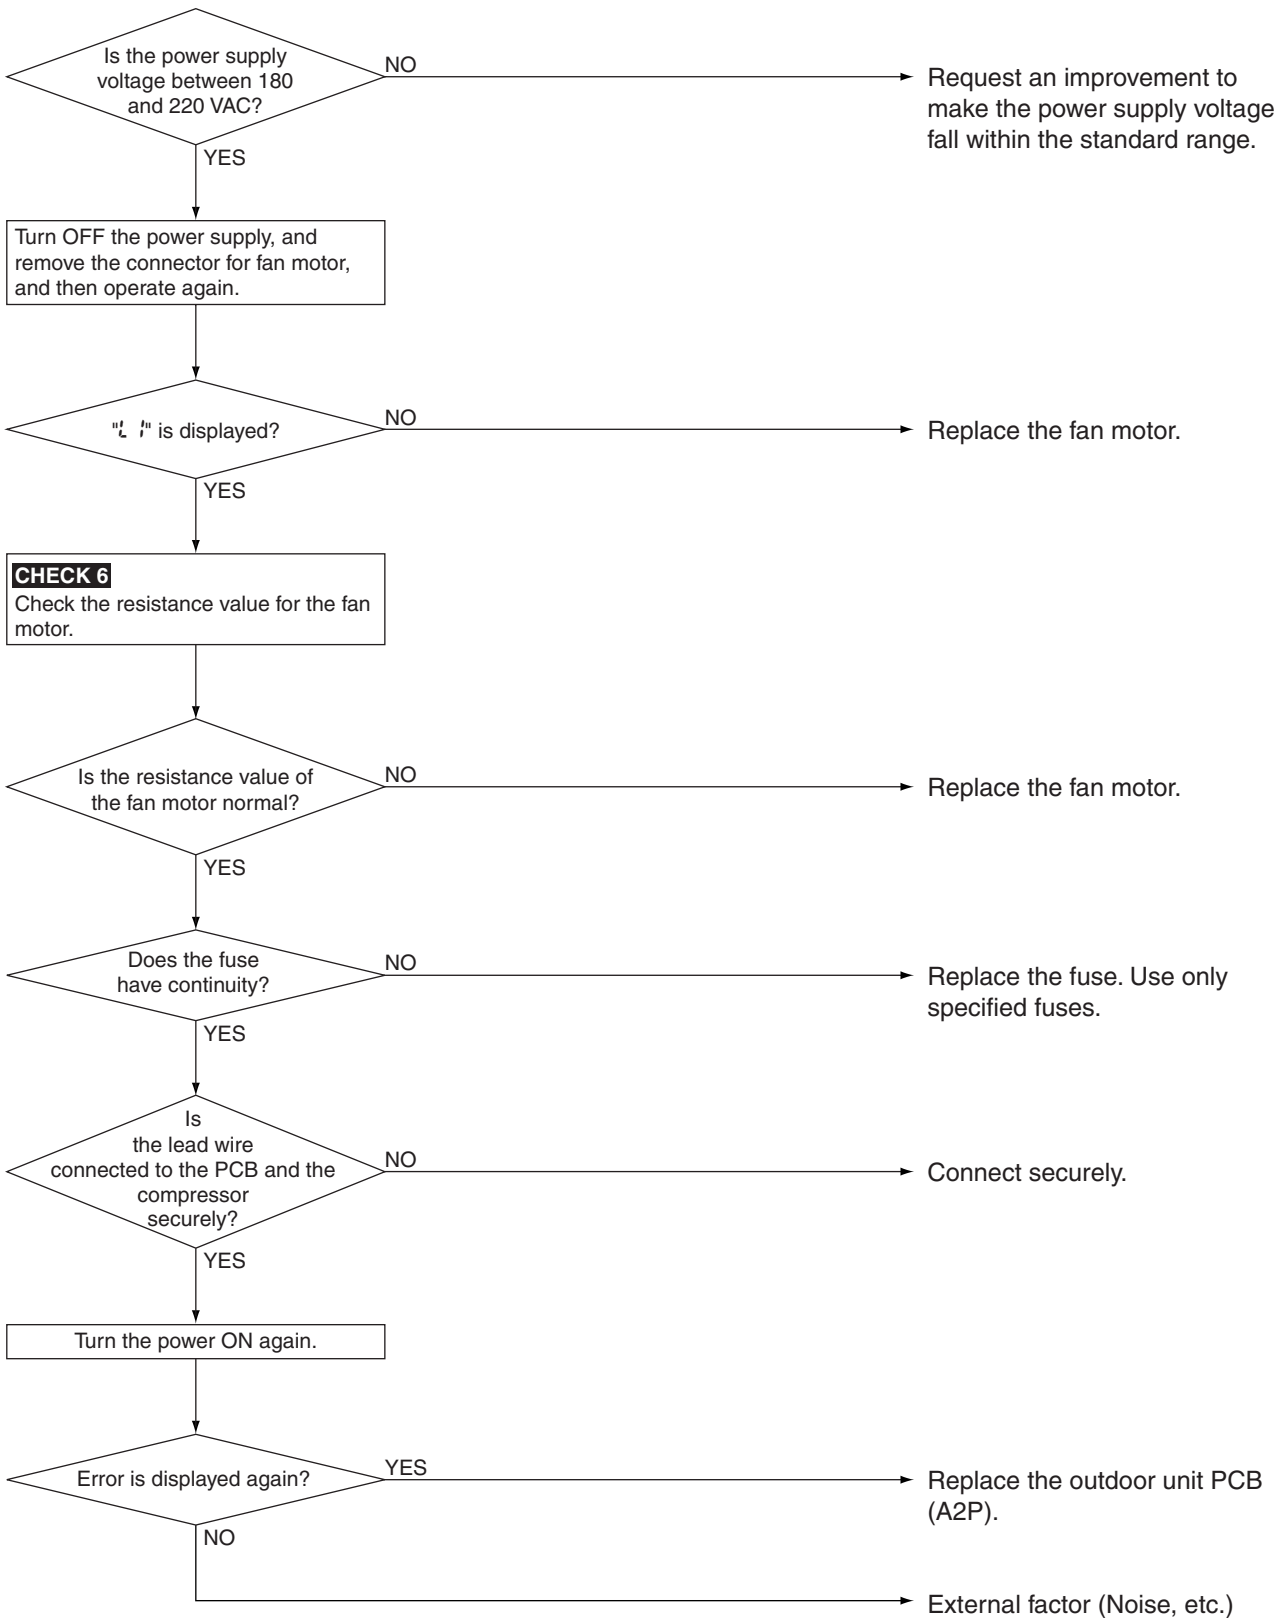 Is the power supply
voltage between 180
and 220 VAC?
NO
Request an improvement to
make the power supply voltage
fall within the standard range.
YES
Turn OFF the power supply, and
remove the connector for fan motor,
and then operate again.
"L1" is displayed?
NO
Replace the fan motor.
YES
CHECK 6
Check the resistance value for the fan
motor.
Is the resistance value of
the fan motor normal?
NO
Replace the fan motor.
YES
Does the fuse
have continuity?
NO
Replace the fuse. Use only
specified fuses.
YES
Is
the lead wire
connected to the PCB and the
compressor
securely?
NO
Connect securely.
YES
Turn the power ON again.
Error is displayed again?
YES
Replace the outdoor unit PCB
(A2P).
NO
External factor (Noise, etc.)